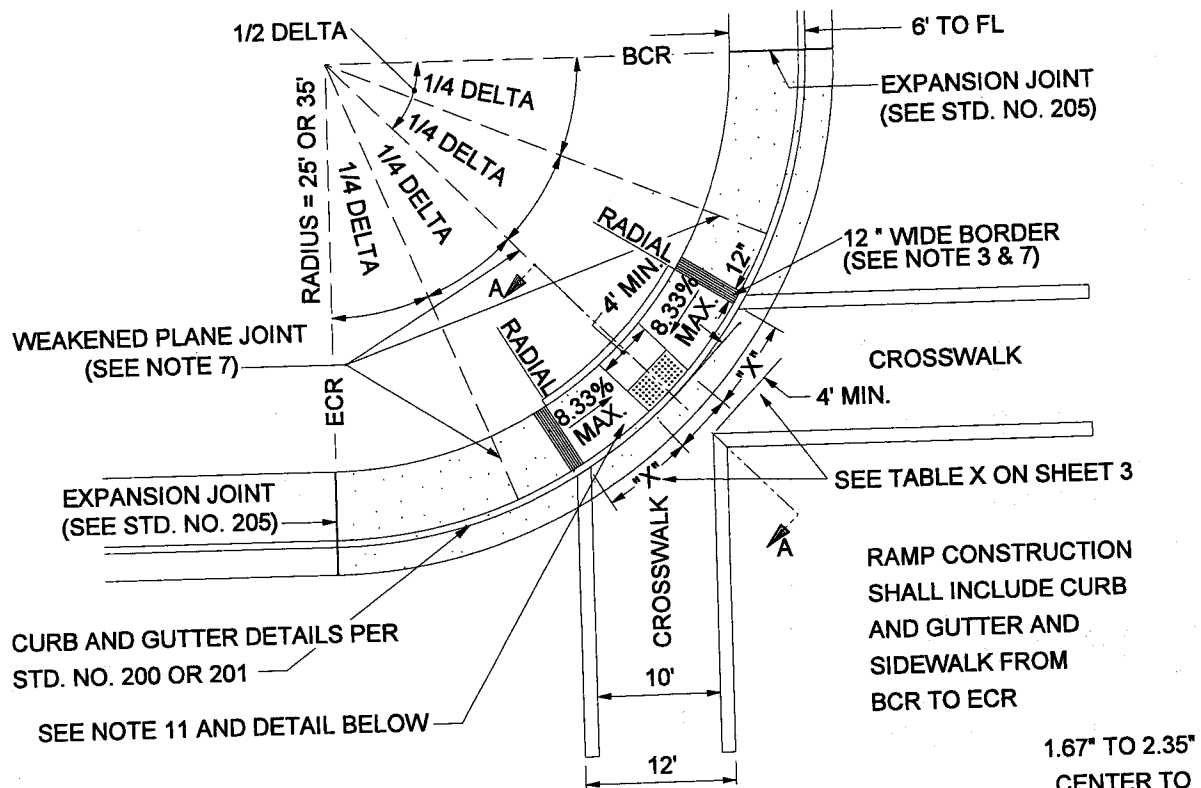 1/2 DELTA
BCR
6' TO FL
EXPANSION JOINT
(SEE STD. NO. 205)
1/4 DELTA
1/4 DELTA
1/4 DELTA
1/4 DELTA
RADIUS = 25' OR 35'
RADIAL
12"
12 " WIDE BORDER
(SEE NOTE 3 & 7)
A
4' MIN.
8.33%
MAX.
WEAKENED PLANE JOINT
(SEE NOTE 7)
RADIAL
CROSSWALK
"X"
4' MIN.
ECR
8.33%
MAX.
"X"
SEE TABLE X ON SHEET 3
EXPANSION JOINT
(SEE STD. NO. 205)
A
CROSSWALK
RAMP CONSTRUCTION
SHALL INCLUDE CURB
AND GUTTER AND
SIDEWALK FROM
BCR TO ECR
CURB AND GUTTER DETAILS PER
STD. NO. 200 OR 201
10'
SEE NOTE 11 AND DETAIL BELOW
12'
1.67" TO 2.35"
CENTER TO